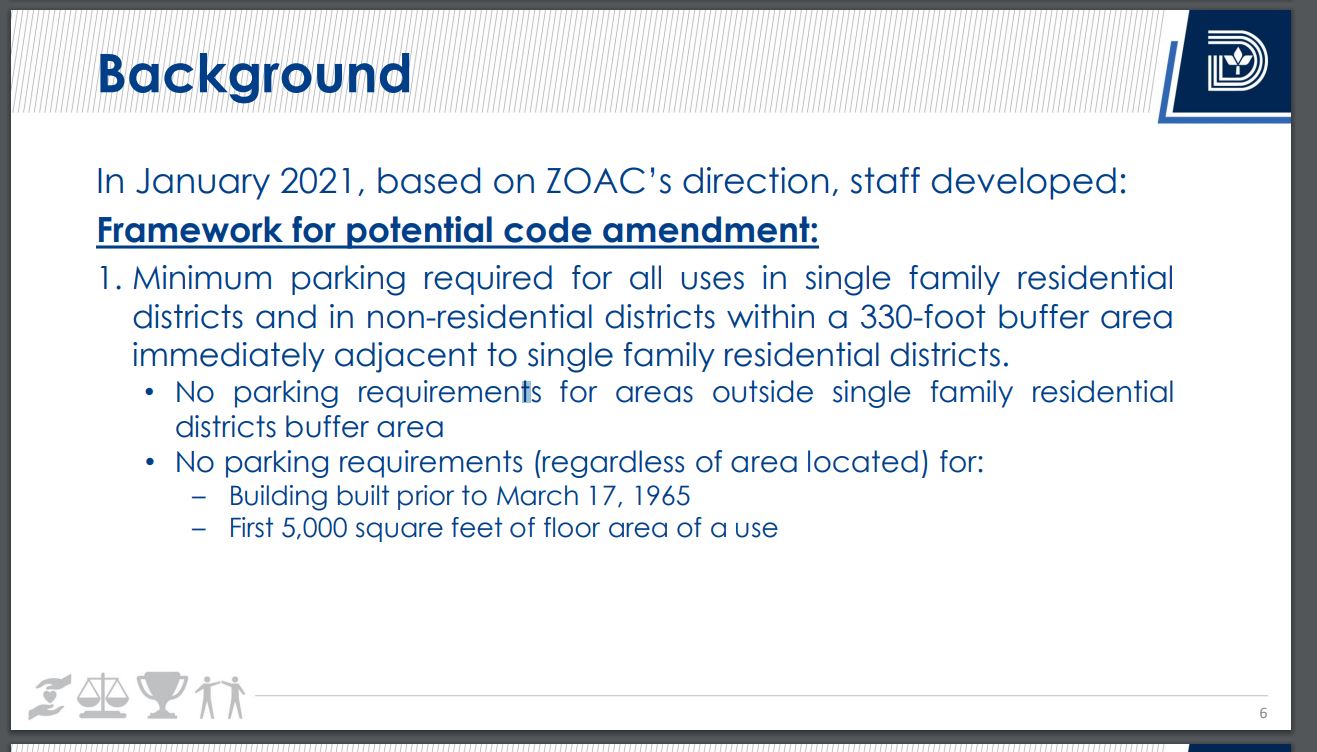 Background
In January 2021, based on ZOAC’s direction, staff developed:
Framework for potential code amendment:
1. Minimum parking required for all uses in single family residential
districts and in non-residential districts within a 330-foot buffer area
immediately adjacent to single family residential districts.
• No parking requirements for areas outside single family residential
districts buffer area
• No parking requirements (regardless of area located) for:
– Building built prior to March 17, 1965
– First 5,000 square feet of floor area of a use
6